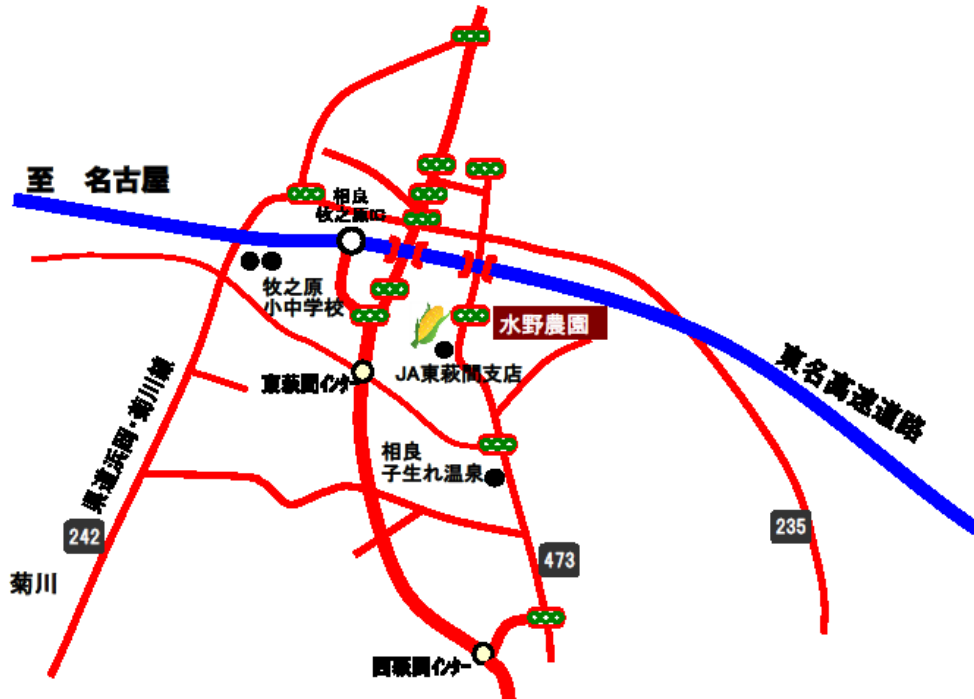 至　名古屋
相良
牧之原IC
牧之原
小中学校
水野農園
JA東萩間支店
東萩間インター
東名高速道路
県道浜岡・菊川線
相良
子生れ温泉
242
235
473
菊川
西萩間インター